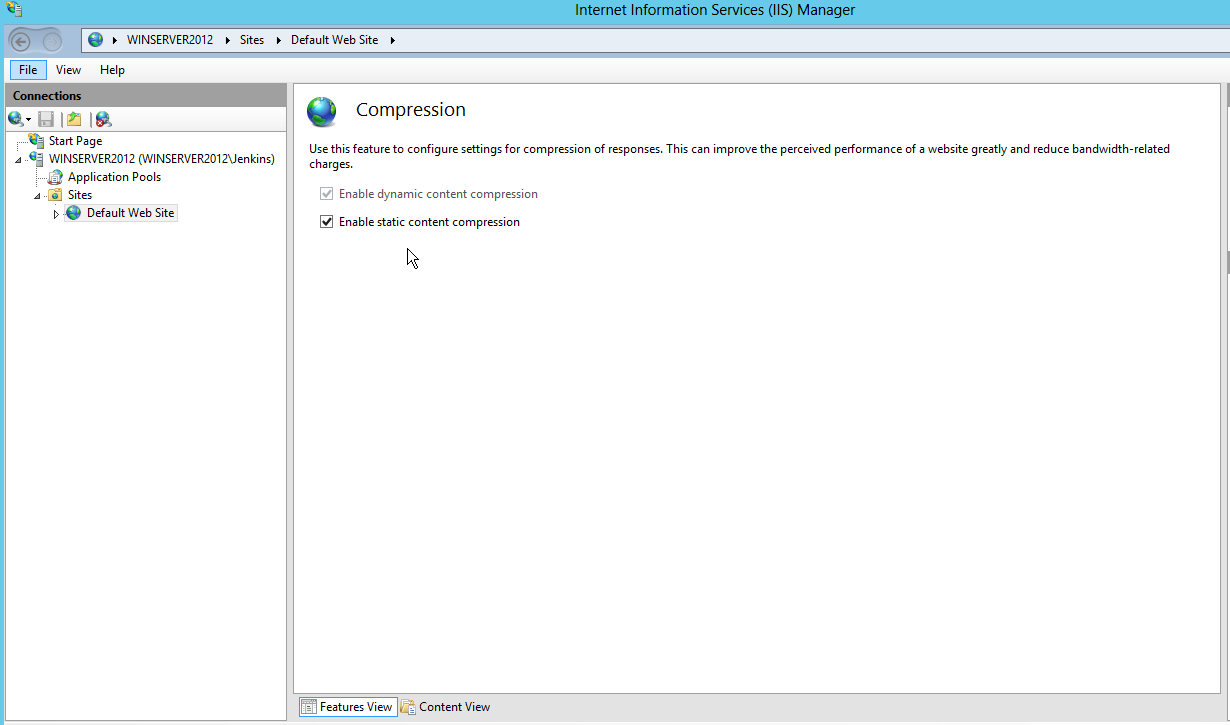 Internet Information Services (IIS) Manager
WINSERVER2012 Sites Default Web Site
File View Help
Connections
Compression
Start Page
WINSERVER2012 (WINSERVER2012\Jenkins)
Application Pools
Sites
Default Web Site
Use this feature to configure settings for compression of responses. This can improve the perceived performance of a website greatly and reduce bandwidth-related
charges.
Enable dynamic content compression
Enable static content compression
Features View Content View